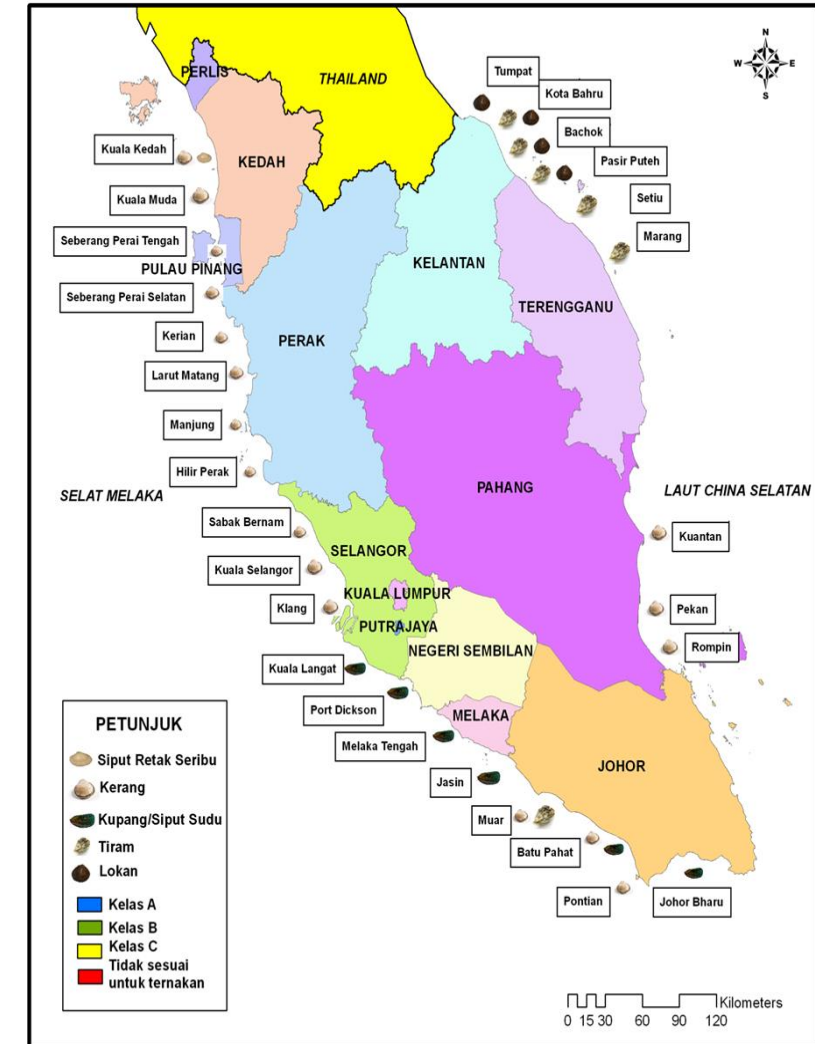 N
W E
S
PERLIS
THAILAND
Tumpat
Kota Bahru
Bachok
Pasir Puteh
Setiu
Marang
Kuala Kedah
KEDAH
Kuala Muda
Seberang Perai Tengah
PULAU PINANG
Seberang Perai Selatan
KELANTAN
TERENGGANU
Kerian
PERAK
Larut Matang
Manjung
Hilir Perak
SELAT MELAKA
PAHANG
LAUT CHINA SELATAN
Sabak Bernam
SELANGOR
Kuantan
Kuala Selangor
KUALA LUMPUR
Klang
PUTRAJAYA
Pekan
NEGERI SEMBILAN
Rompin
Kuala Langat
Port Dickson
MELAKA
Melaka Tengah
JOHOR
Jasin
Muar
Batu Pahat
Pontian
Johor Bharu
PETUNJUK
Siput Retak Seribu
Kerang
Kupang/Siput Sudu
Tiram
Lokan
Kelas A
Kelas B
Kelas C
Tidak sesuai
untuk ternakan
Kilometers
0 15 30 60 90 120